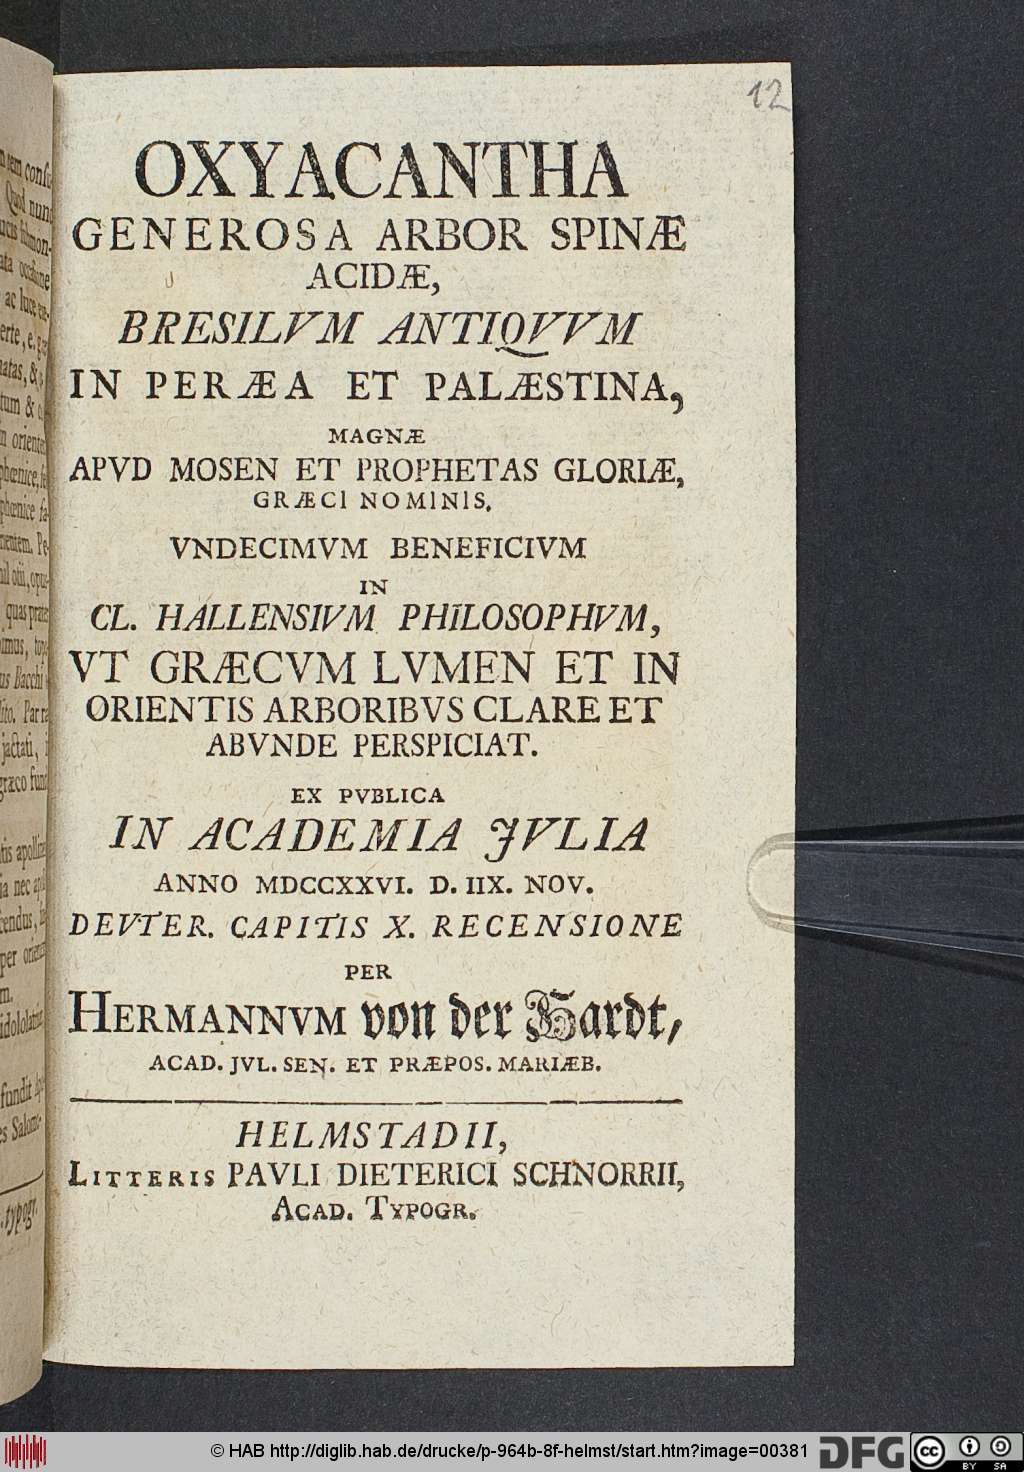 12
OXYACANTHA
GENEROSA ARBOR SPINÆ
ACIDÆ,
BRESILVM ANTIQVVM
IN PERÆA ET PALÆSTINA,
MAGNÆ
APVD MOSEN ET PROPHETAS GLORIÆ,
GRÆCI NOMINIS.
VNDECIMVM BENEFICIVM
IN
CL. HALLENSIVM PHILOSOPHVM,
VT GRÆCVM LVMEN ET IN
ORIENTIS ARBORIBVS CLARE ET
ABVNDE PERSPICIAT.
EX PVBLICA
IN ACADEMIA JVLIA
ANNO MDCCXXVI. D. IIX. NOV.
DEVTER. CAPITIS X. RECENSIONE
PER
HERMANNVM von der Hardt,
ACAD. JVL. SEN. ET PRÆPOS. MARIÆB.
HELMSTADII,
LITTERIS PAVLI DIETERICI SCHNORRII,
ACAD. TYPOGR.
© HAB http://diglib.hab.de/drucke/p-964b-8f-helmst/start.htm?image=00381
DFG
cc BY SA